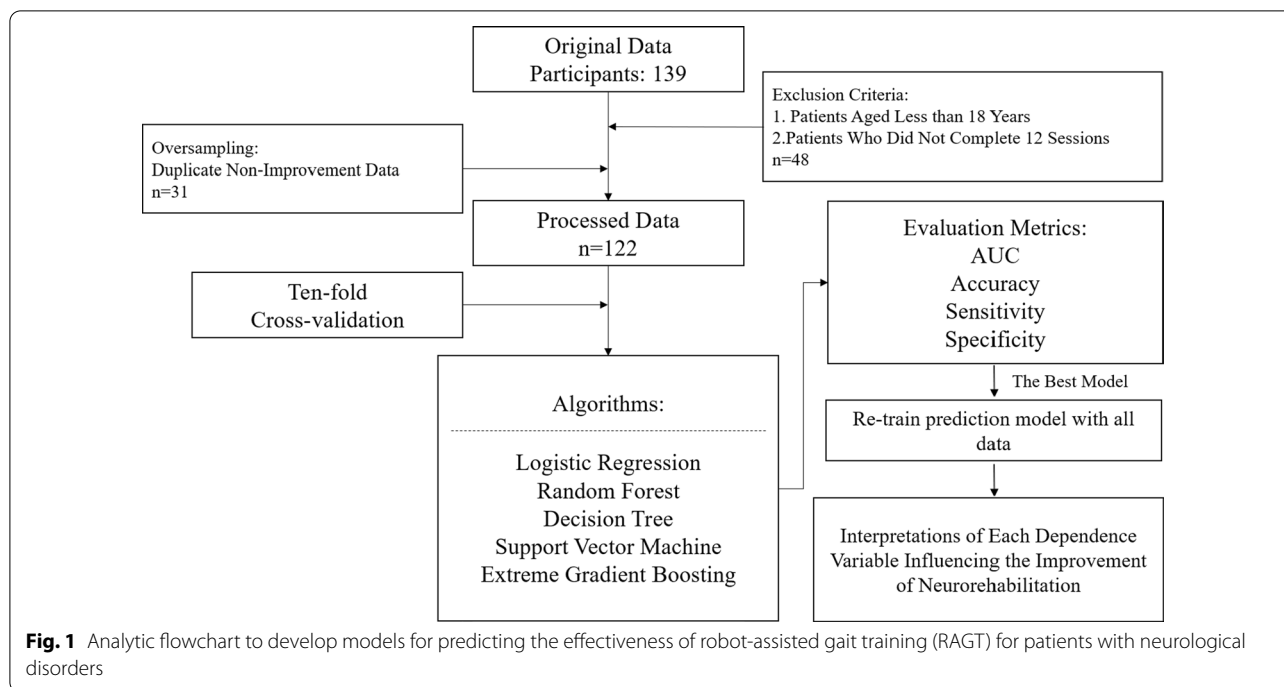 Original Data
Participants: 139
Exclusion Criteria:
1. Patients Aged Less than 18 Years
2.Patients Who Did Not Complete 12 Sessions
n=48
Oversampling:
Duplicate Non-Improvement Data
n=31
Processed Data
n=122
Ten-fold
Cross-validation
Algorithms:
Logistic Regression
Random Forest
Decision Tree
Support Vector Machine
Extreme Gradient Boosting
Evaluation Metrics:
AUC
Accuracy
Sensitivity
Specificity
The Best Model
Re-train prediction model with all
data
Interpretations of Each Dependence
Variable Influencing the Improvement
of Neurorehabilitation
Fig. 1 Analytic flowchart to develop models for predicting the effectiveness of robot-assisted gait training (RAGT) for patients with neurological
disorders